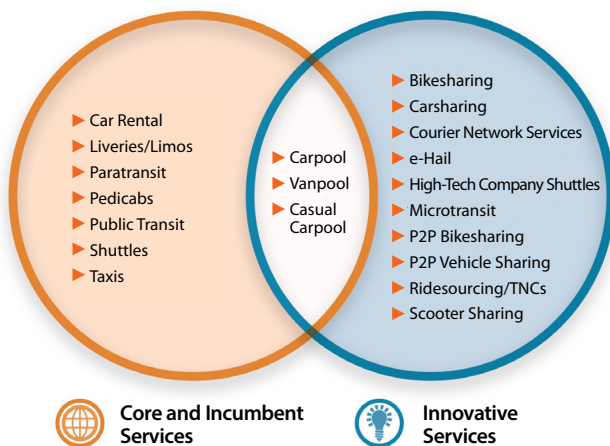 Car Rental
Liveries/Limos
Paratransit
Pedicabs
Public Transit
Shuttles
Taxis
Carpool
Vanpool
Casual
Carpool
Bikesharing
Carsharing
Courier Network Services
e-Hail
High-Tech Company Shuttles
Microtransit
P2P Bikesharing
P2P Vehicle Sharing
Ridesourcing/TNCs
Scooter Sharing
Core and Incumbent
Services
Innovative
Services